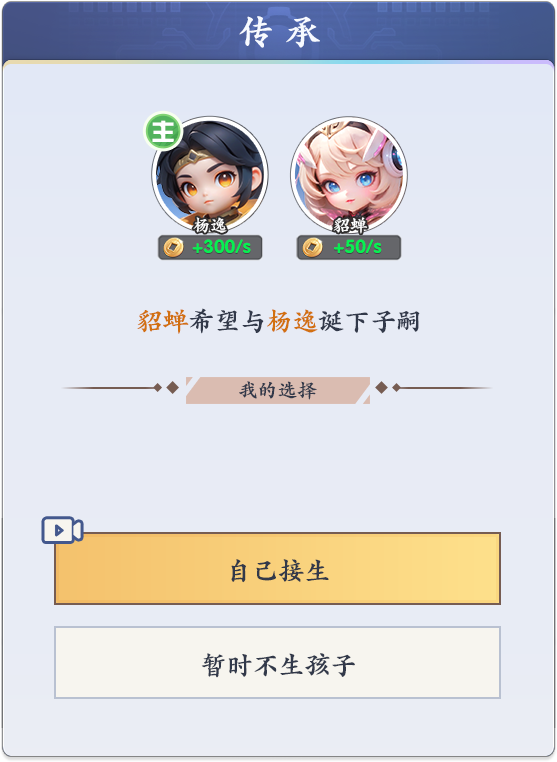 传承
主
杨逸
貂蝉
+300/s
+50/s
貂蝉希望与杨逸诞下子嗣
我的选择
自己接生
暂时不生孩子